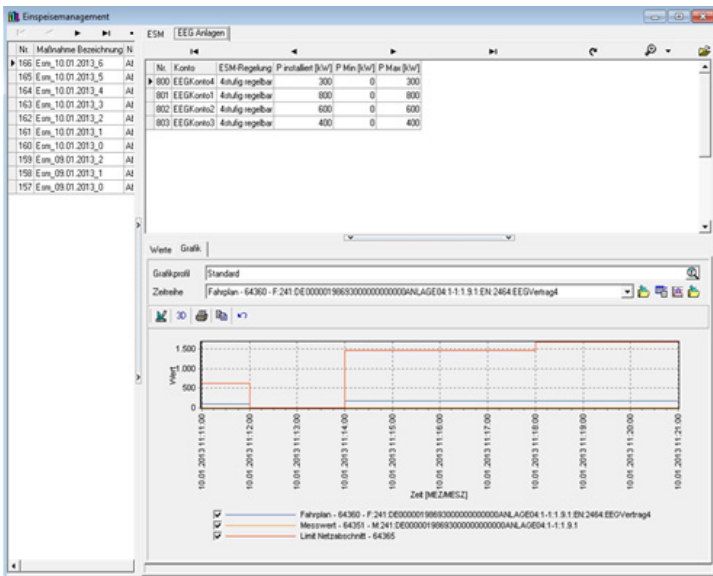 Einspeisemanagement
ESM EEG Anlagen
Nr. Maßnahme Bezeichnung N
166 Esm_10.01.2013_6 Al
165 Esm_10.01.2013_5 Al
164 Esm_10.01.2013_4 Al
163 Esm_10.01.2013_3 Al
162 Esm_10.01.2013_2 Al
161 Esm_10.01.2013_1 Al
160 Esm_10.01.2013_0 Al
159 Esm_09.01.2013_2 Al
158 Esm_09.01.2013_1 Al
157 Esm_09.01.2013_0 Al
Nr. Konto ESM-Regelung P installiert [kW] P Min [kW] P Max [kW]
800 EEGKonto4 4stufig regelbar 300 0 300
801 EEGKonto1 4stufig regelbar 800 0 800
802 EEGKonto2 4stufig regelbar 600 0 600
803 EEGKonto3 4stufig regelbar 400 0 400
Werte Grafik
Grafikprofil Standard
Zeitreihe Fahrplan - 64360 - F:241:DE00000198693000000000000ANLAGE04:1-1:1.9.1:EN:2464:EEGVertrag4
3D
Wert
1.500
1.000
500
0
10.01.2013 11:11:00
10.01.2013 11:12:00
10.01.2013 11:13:00
10.01.2013 11:14:00
10.01.2013 11:15:00
10.01.2013 11:16:00
10.01.2013 11:17:00
10.01.2013 11:18:00
10.01.2013 11:19:00
10.01.2013 11:20:00
10.01.2013 11:21:00
Zeit [MEZ/MESZ]
Fahrplan - 64360 - F:241:DE00000198693000000000000ANLAGE04:1-1:1.9.1:EN:2464:EEGVertrag4
Messwert - 64351 - M:241:DE00000198693000000000000ANLAGE04:1-1:1.9.1
Limit Netzabschnitt - 64365